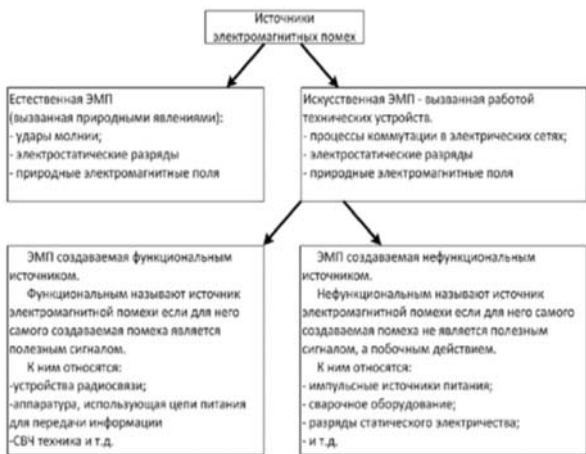 Источники
электромагнитных помех
Естественная ЭМП
(вызванная природными явлениями):
- удары молнии;
- электростатические разряды
- природные электромагнитные поля
Искусственная ЭМП - вызванная работой
технических устройств.
- процессы коммутации в электрических сетях;
- электростатические разряды
- природные электромагнитные поля
ЭМП создаваемая функциональным
источником.
Функциональным называют источник
электромагнитной помехи если для него
самого создаваемая помеха является
полезным сигналом.
К ним относятся:
-устройства радиосвязи;
-аппаратура, использующая цепи питания
для передачи информации
-СВЧ техника и т.д.
ЭМП создаваемая нефункциональным
источником.
Нефункциональным называют источник
электромагнитной помехи если для него самого
создаваемая помеха не является полезным
сигналом, а побочным действием.
К ним относятся:
- импульсные источники питания;
- сварочное оборудование;
- разряды статического электричества;
- и т.д.